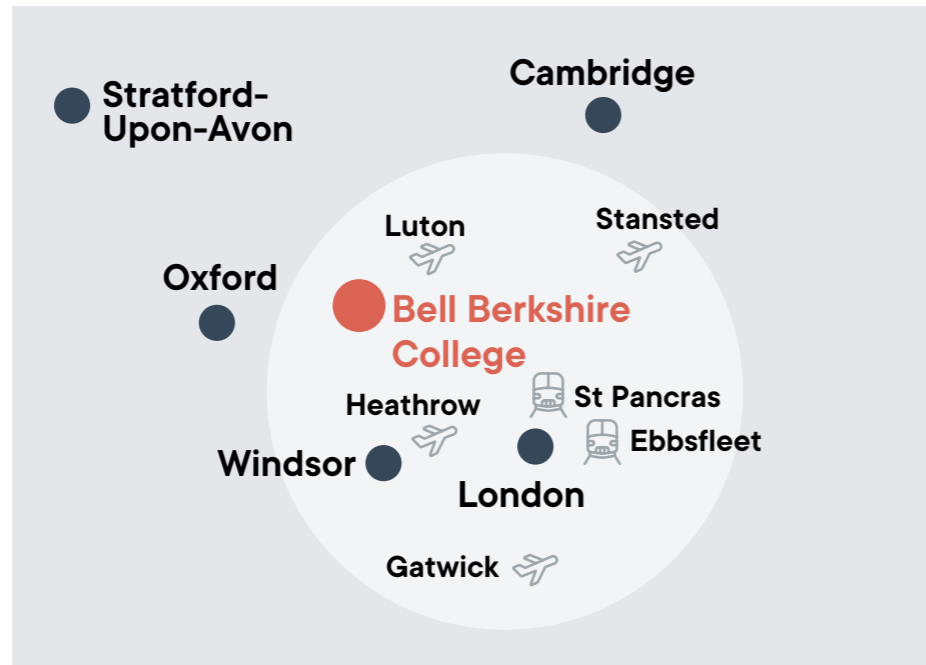 Cambridge
Stratford-
Upon-Avon
Luton
Stansted
Oxford
Bell Berkshire
College
St Pancras
Heathrow
Ebbsfleet
Windsor
London
Gatwick